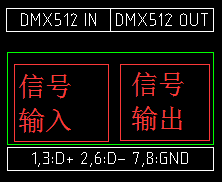 DMX512 IN DMX512 OUT
信号 信号
输入 输出
1,3:D+ 2,6:D- 7,8:GND